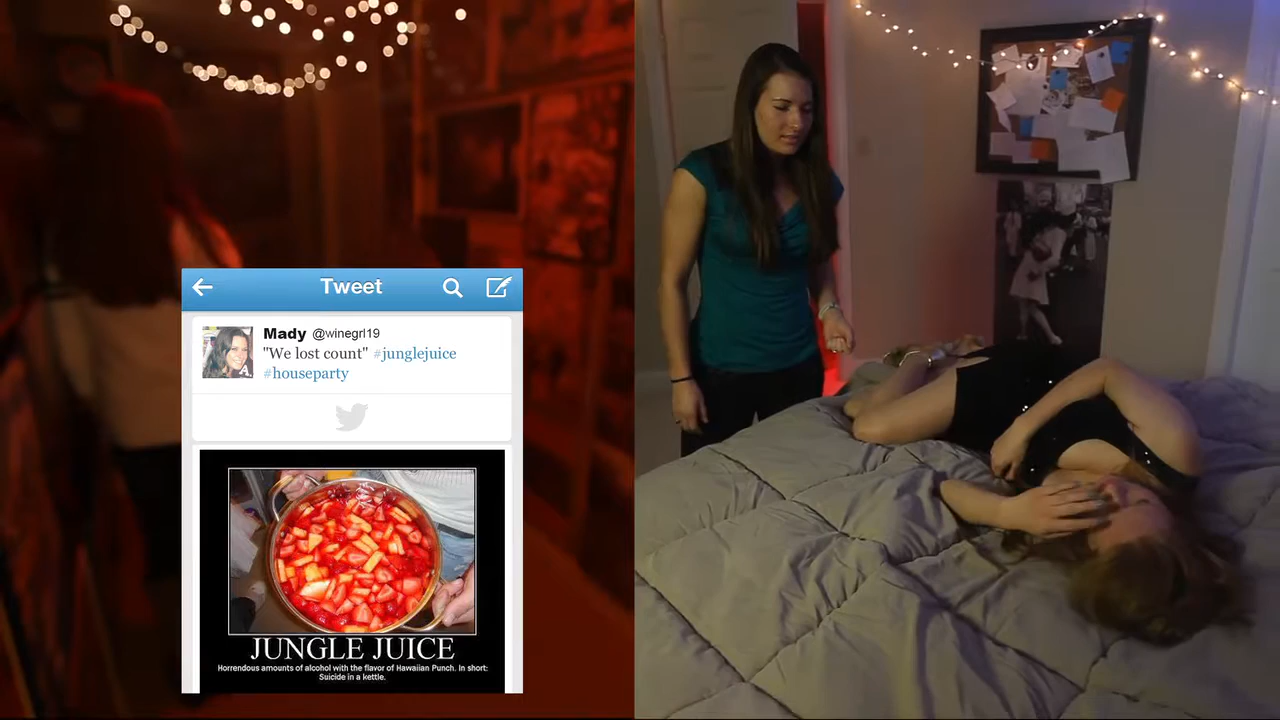 Tweet
Mady @winegrl19
"We lost count" #junglejuice
#houseparty
JUNGLE JUICE
Horrendous amounts of alcohol with the flavor of Hawaiian Punch. In short:
Suicide in a kettle.